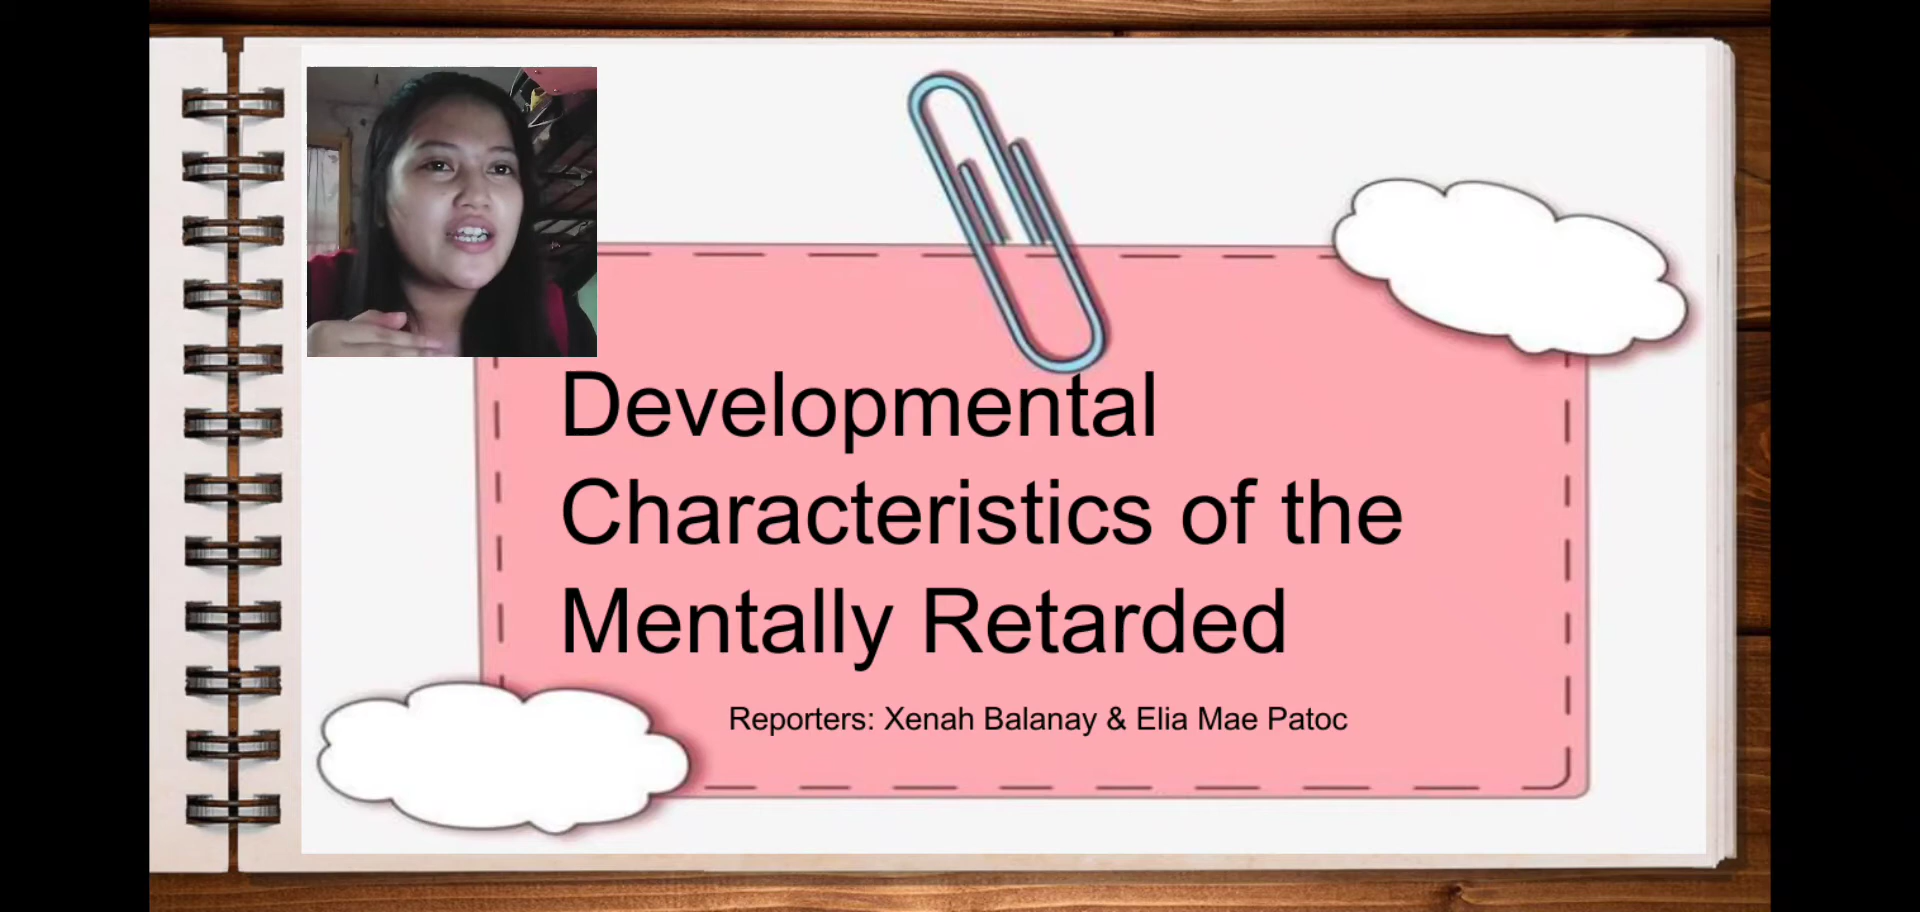 Developmental
Characteristics of the
Mentally Retarded
Reporters: Xenah Balanay & Elia Mae Patoc